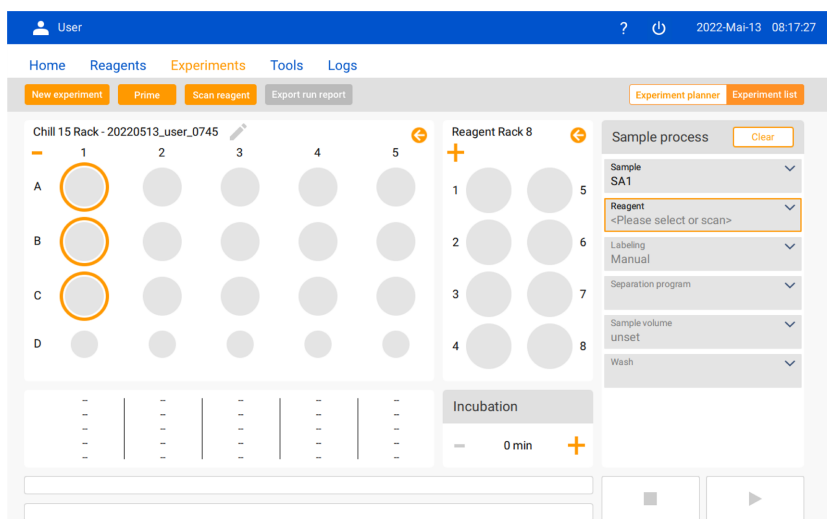 User
? 2022-Mai-13 08:17:27
Home Reagents Experiments Tools Logs
New experiment Prime Scan reagent Export run report Experiment planner Experiment list
Chill 15 Rack - 20220513_user_0745
1 2 3 4 5
A
B
C
D
Reagent Rack 8
1 5
2 6
3 7
4 8
Sample process Clear
Sample
SA1
Reagent
<Please select or scan>
Labeling
Manual
Separation program
Sample volume
unset
Wash
-- -- -- -- --
-- -- -- -- --
-- -- -- -- --
-- -- -- -- --
-- -- -- -- --
Incubation
0 min